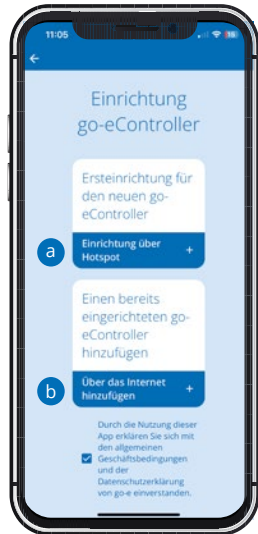 11:05
16
←
Einrichtung
go-eController
Ersteinrichtung für
den neuen go-
eController
a
Einrichtung über
Hotspot +
Einen bereits
eingerichteten go-
eController
hinzufügen
b
Über das Internet
hinzufügen +
Durch die Nutzung dieser
App erklären Sie sich mit
den allgemeinen
Geschäftsbedingungen
und der
Datenschutzerklärung
von go-e einverstanden.